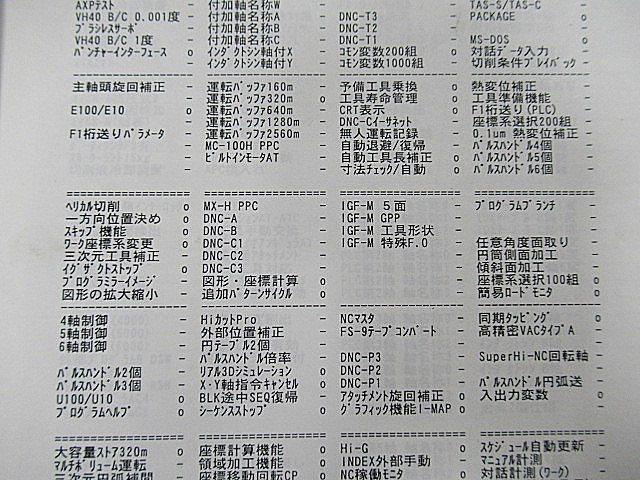 AXPテスト - 付加軸名称W - TAS-S/TAS-C -
VH40 B/C 0.001度 - 付加軸名称A - DNC-T3 - PACKAGE o
ブラシレスサーボ - 付加軸名称B - DNC-T2 -
VH40 B/C 1度 - 付加軸名称C - DNC-T1 - MS-DOS o
パンチャーインターフェース o インダクトシン軸付X - コモン変数200組 o 対話データ入力 -
インダクトシン軸付Y - コモン変数1000組 - 切削条件プレイバック -
主軸頭旋回補正 - 運転バッファ160m - 予備工具乗換 o 熱変位補正 -
運転バッファ320m o 工具寿命管理 o 工具準備機能 -
E100/E10 o 運転バッファ640m - CRT表示 o F1桁送り(PLC) -
運転バッファ1280m - DNC-Cイーサネット - 座標系選択200組 -
F1桁送りパラメータ - 運転バッファ2560m - 無人運転記録 - 0.1μm 熱変位補正 -
MC-100H PPC - 自動退避/復帰 - パルスハンドル4個 -
ビルトインモータAT - 自動工具長補正 o パルスハンドル5個 -
寸法チェック/自動 o パルスハンドル6個 -
ヘリカル切削 o MX-H PPC - IGF-M 5面 - プログラムブランチ -
一方向位置決め o DNC-A - IGF-M GPP -
スキップ機能 o DNC-B - IGF-M 工具形状 -
ワーク座標系変更 o DNC-C1 - IGF-M 特殊F.0 - 任意角度面取り -
三次元工具補正 - DNC-C2 - 円筒側面加工 -
イグザクトストップ o DNC-C3 - 傾斜面加工 -
プログラミラーイメージ - 図形・座標計算 o 座標系選択100組 o
図形の拡大縮小 - 追加パターンサイクル o 簡易ロードモニタ o
4軸制御 - HiカットPro - NCマスタ - 同期タッピング o
5軸制御 - 外部位置補正 - FS-9テープコンバート - 高精密VACタイプA -
6軸制御 - 円テーブル2個 -
パルスハンドル倍率 - DNC-P3 - SuperHi-NC回転軸 -
パルスハンドル2個 - リアル3Dシミュレーション o DNC-P2 -
パルスハンドル3個 - X・Y軸指令キャンセル o DNC-P1 - パルスハンドル円弧送 -
U100/U10 o BLK途中SEQ復帰 - アタッチメント旋回補正 o 入出力変数 o
プログラムヘルプ o シーケンスストップ o グラフィック機能I-MAP o
大容量ストア320m o 座標計算機能 o Hi-G o スケジュール自動更新 -
マルチボリューム運転 - 領域加工機能 o INDEX外部手動 - マニュアル計測 -
三次元円弧補間 - 座標移動回転CP o NC稼働モニタ o 対話計測(ワーク) -